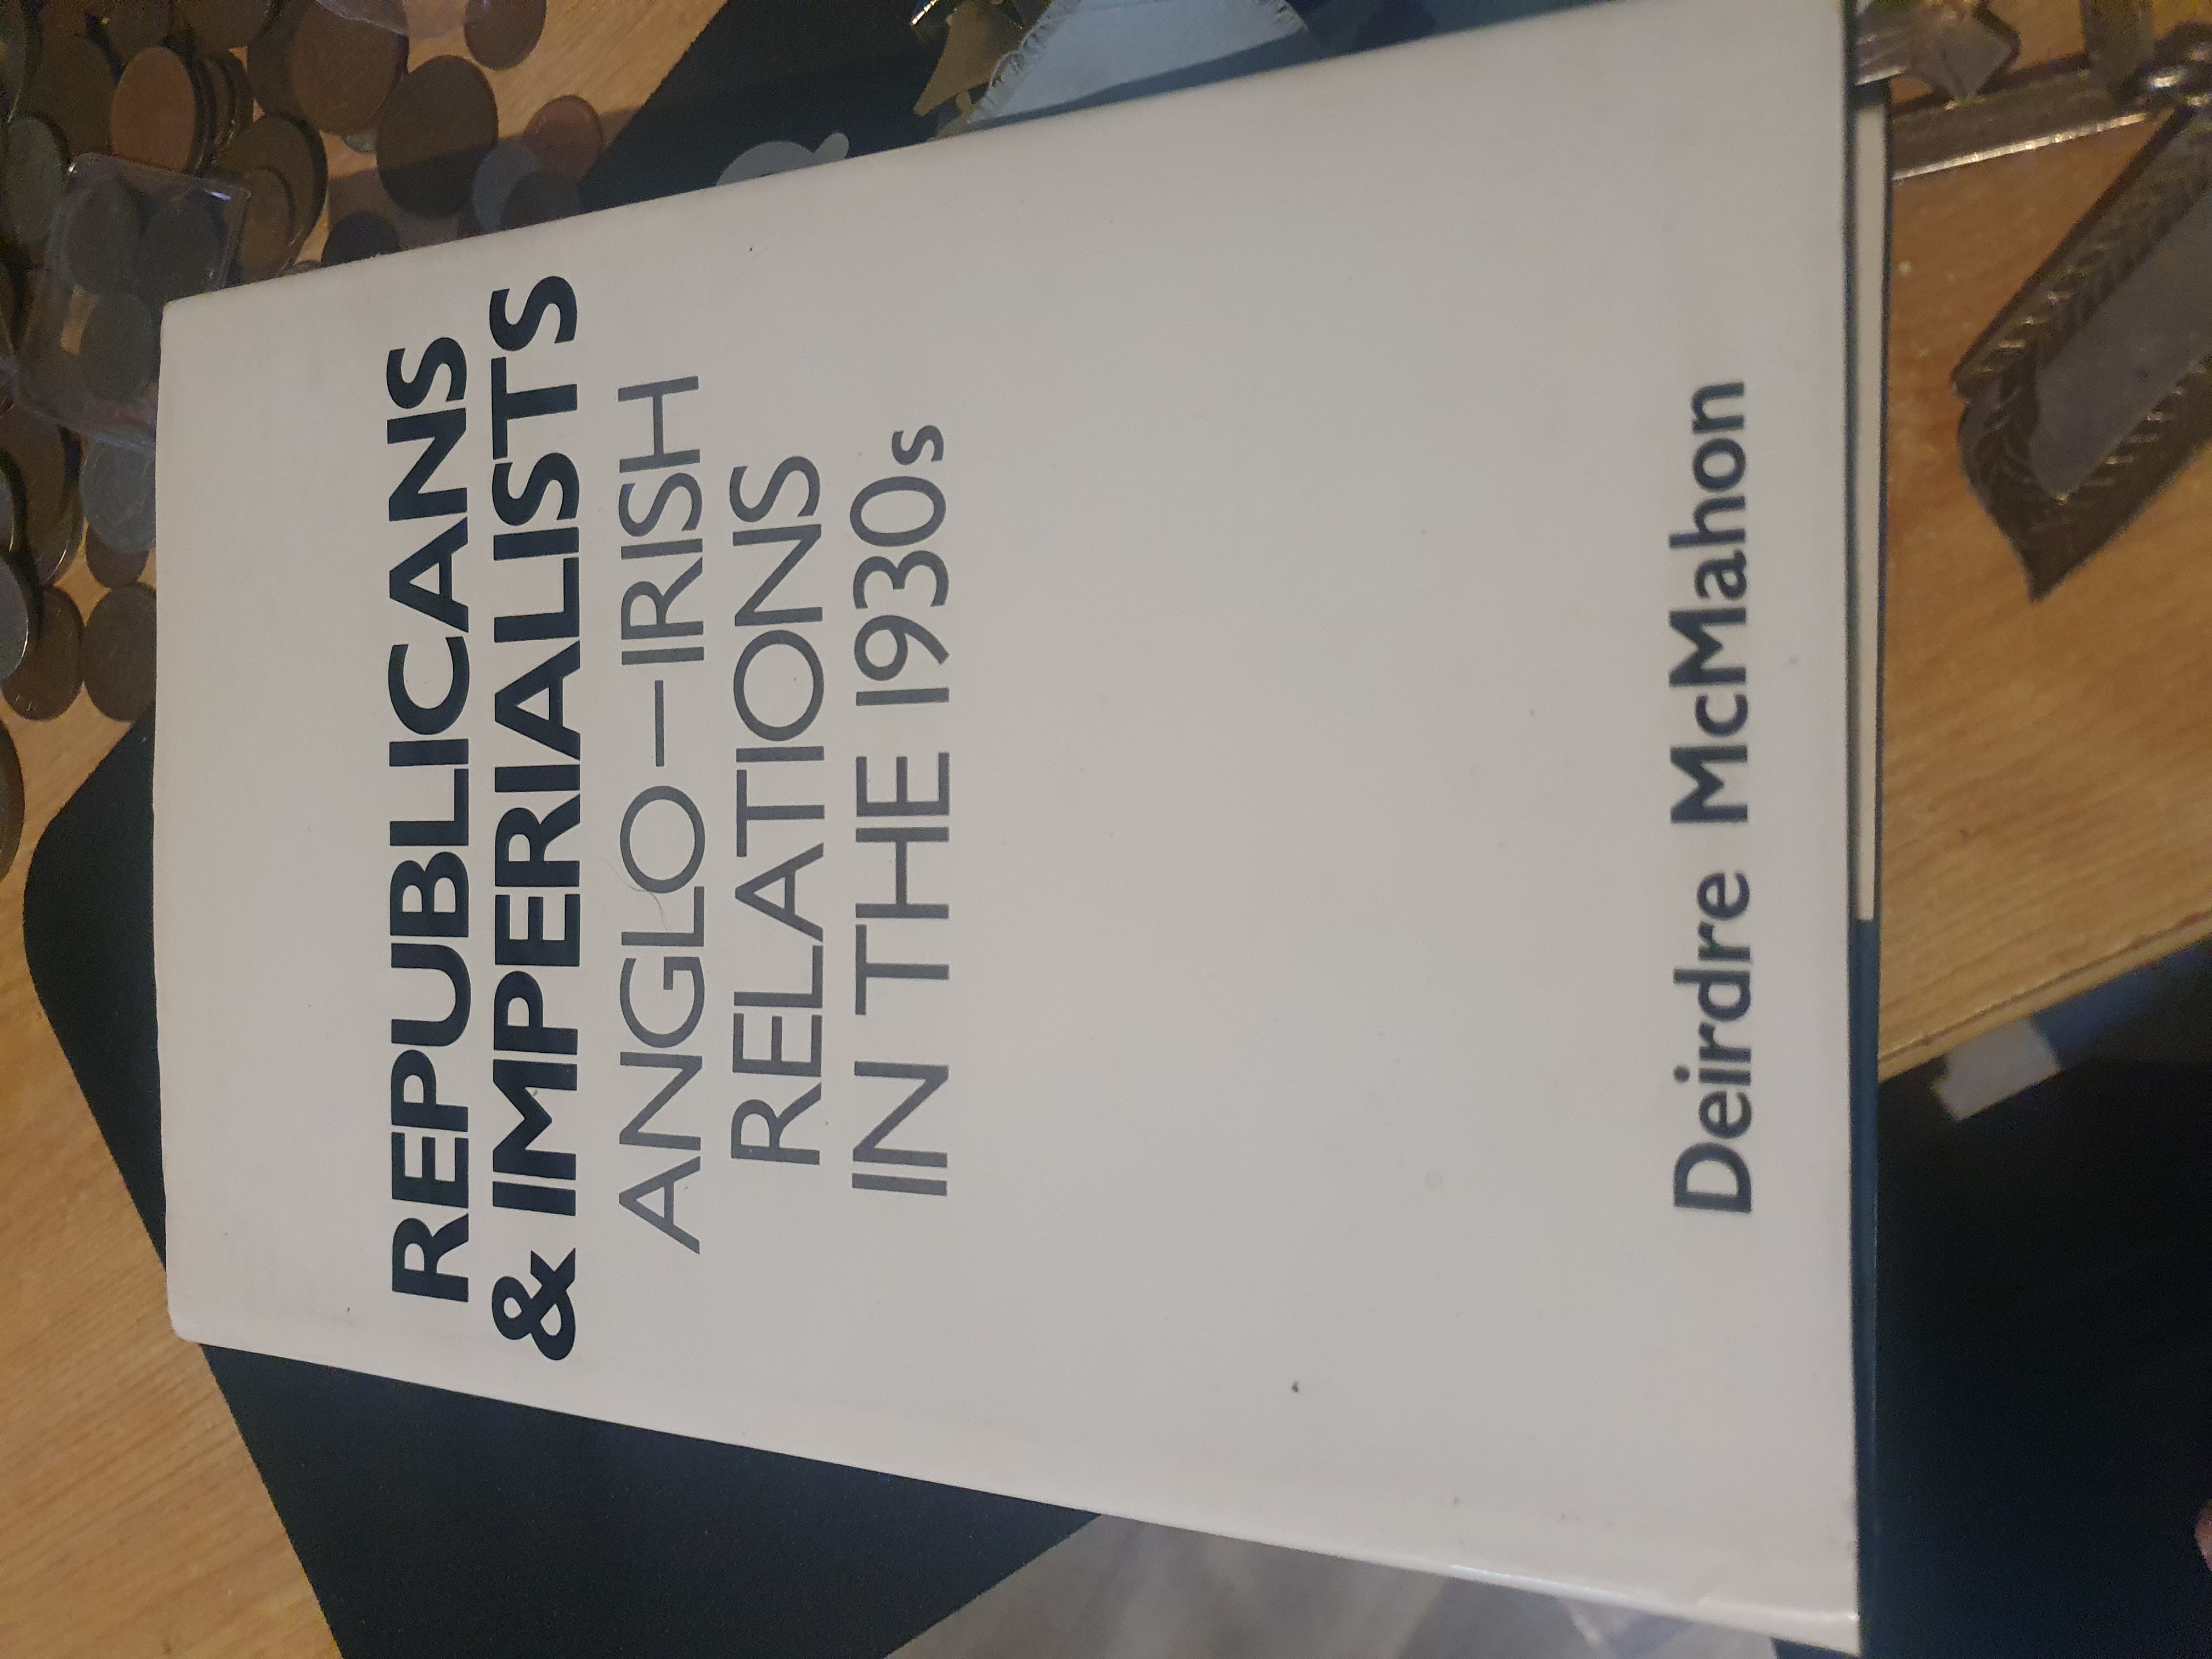 REPUBLICANS
& IMPERIALISTS
ANGLO–IRISH
RELATIONS
IN THE 1930s
Deirdre McMahon